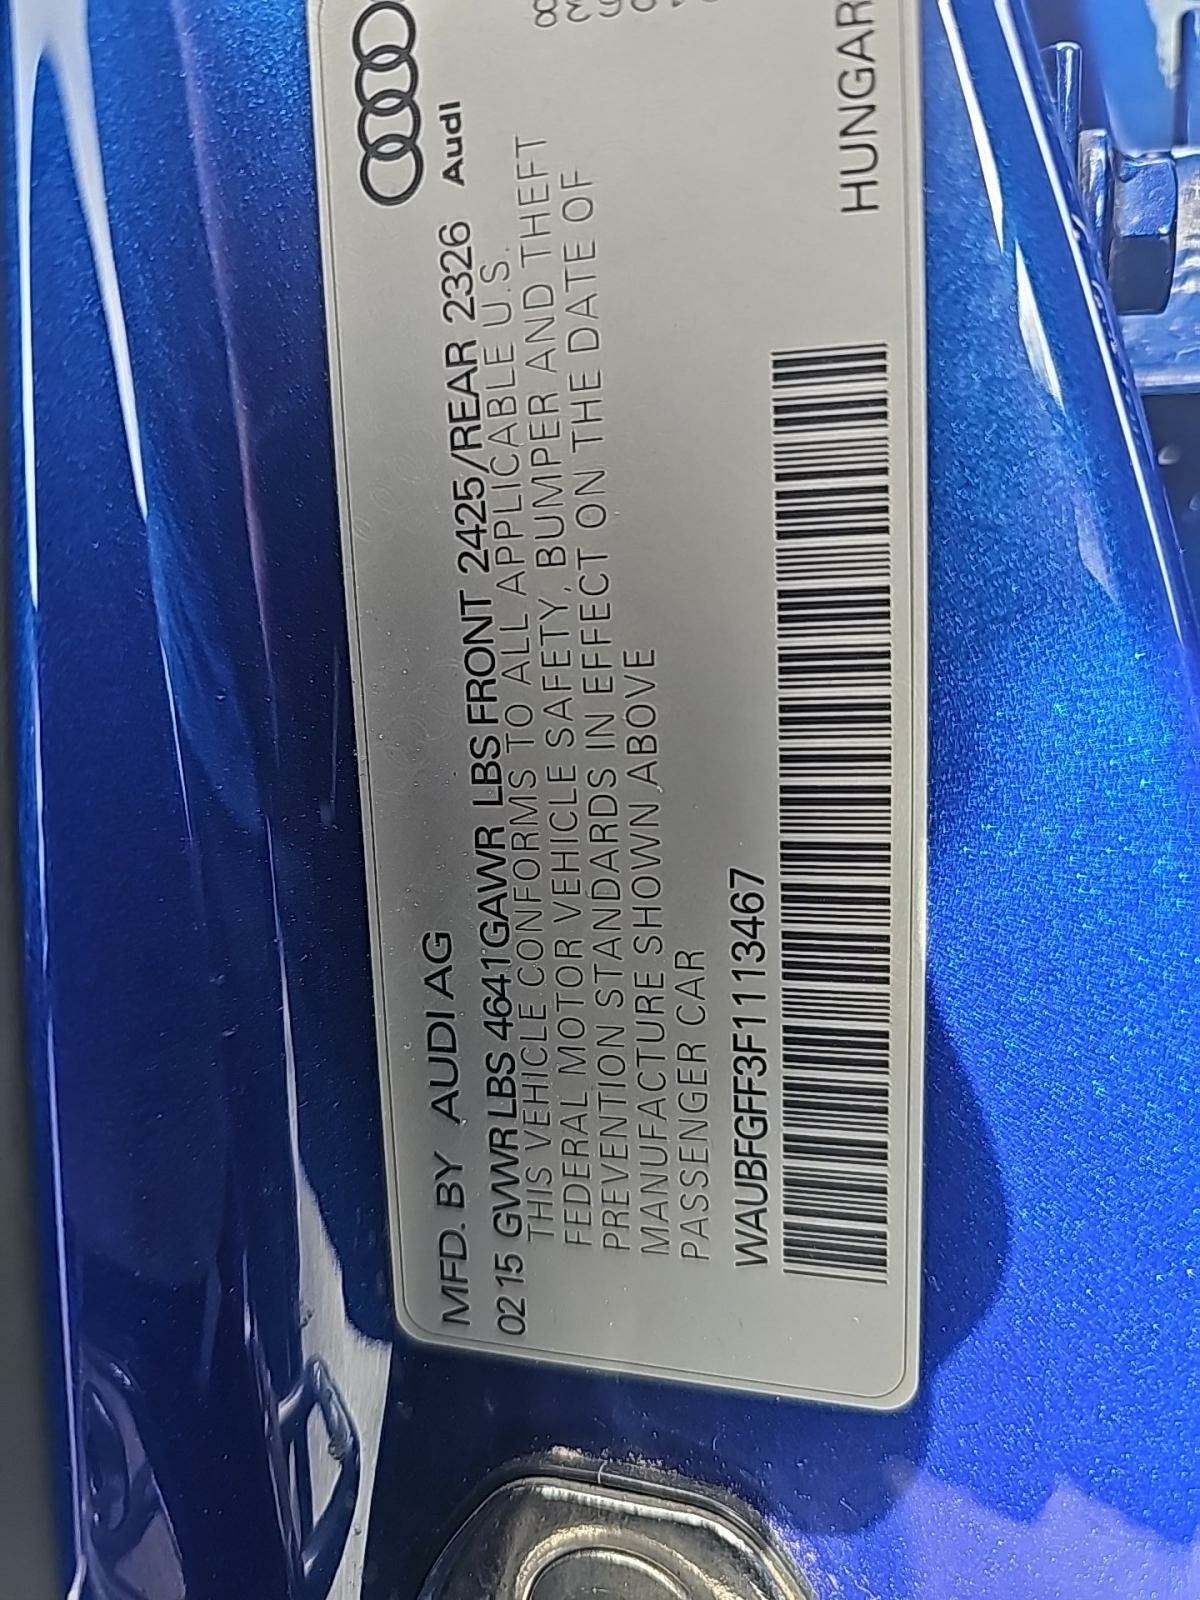 MFD. BY AUDI AG
02 15 GVWR LBS 4641 GAWR LBS FRONT 2425/REAR 2326 Audi
THIS VEHICLE CONFORMS TO ALL APPLICABLE U.S.
FEDERAL MOTOR VEHICLE SAFETY, BUMPER AND THEFT
PREVENTION STANDARDS IN EFFECT ON THE DATE OF
MANUFACTURE SHOWN ABOVE
PASSENGER CAR
WAUBFGFF3F1113467
HUNGAR